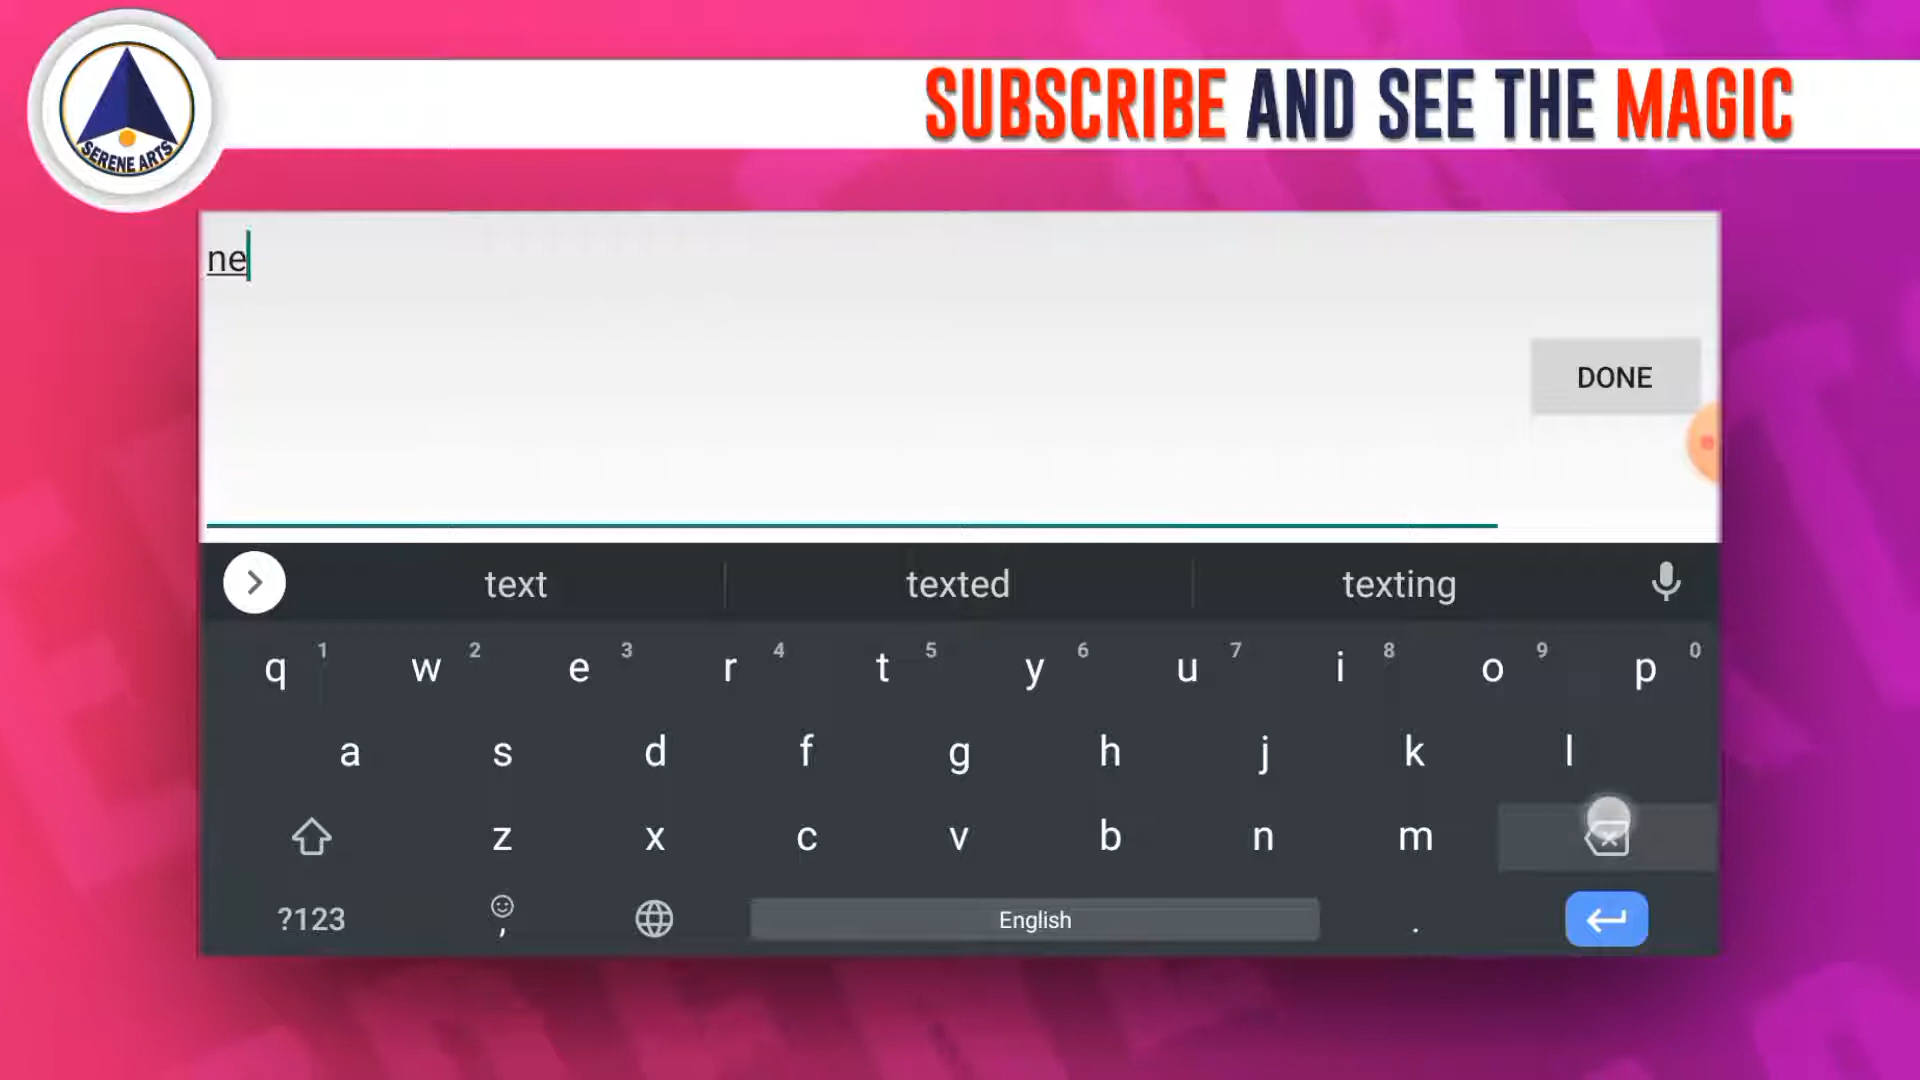 SUBSCRIBE AND SEE THE MAGIC
SERENE ARTS
ne
DONE
text texted texting
q 1 w 2 e 3 r 4 t 5 y 6 u 7 i 8 o 9 p 0
a s d f g h j k l
z x c v b n m
?123 , English .